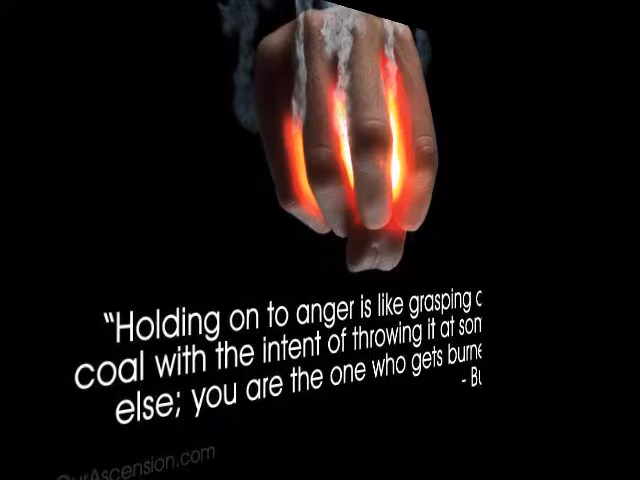 “Holding on to anger is like grasping
coal with the intent of throwing it at
else; you are the one who gets
-
OurAscension.com